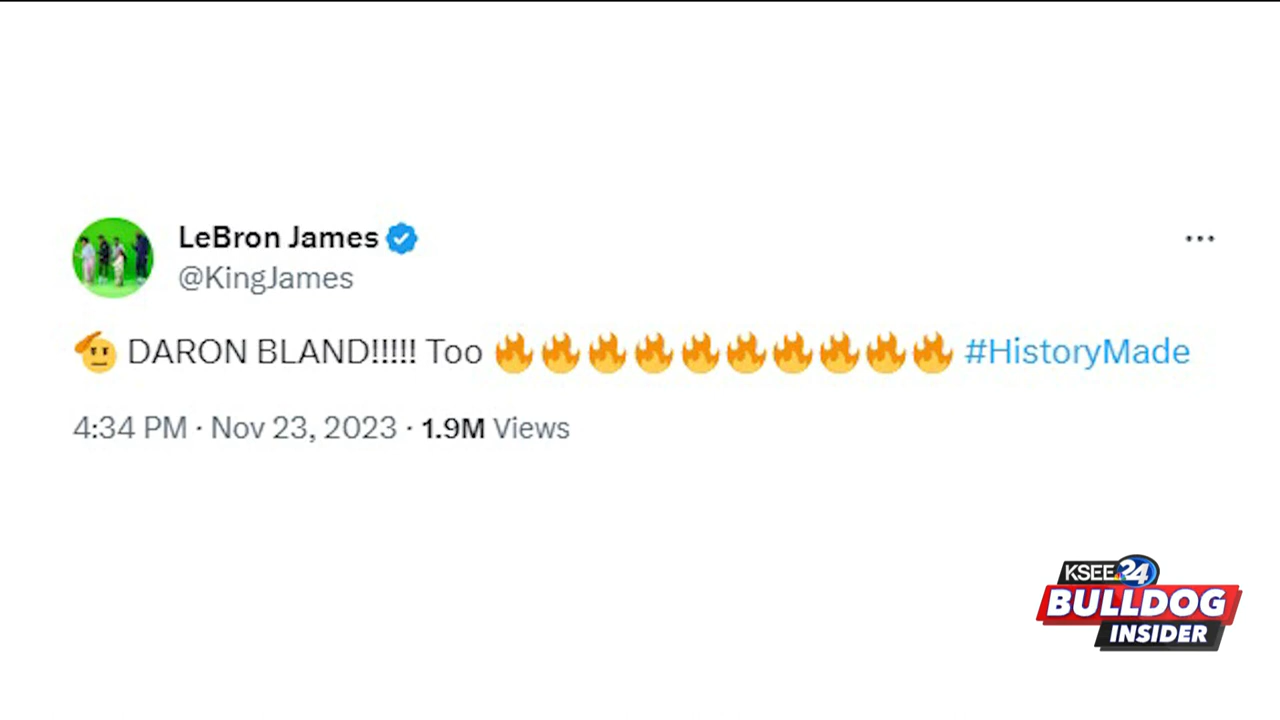 LeBron James
@KingJames
🫡 DARON BLAND!!!!! Too 🔥🔥🔥🔥🔥🔥🔥🔥🔥🔥 #HistoryMade
4:34 PM · Nov 23, 2023 · 1.9M Views
KSEE 24
BULLDOG
INSIDER